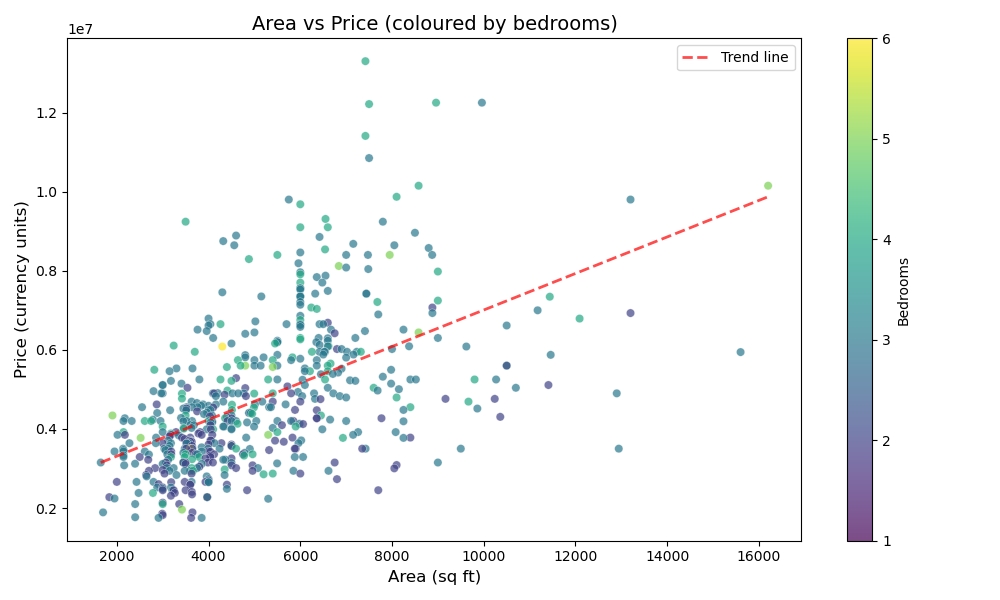 Area vs Price (coloured by bedrooms)
1e7
Trend line
1.2
1.0
0.8
0.6
0.4
0.2
Price (currency units)
2000 4000 6000 8000 10000 12000 14000 16000
Area (sq ft)
6
5
4
3
2
1
Bedrooms